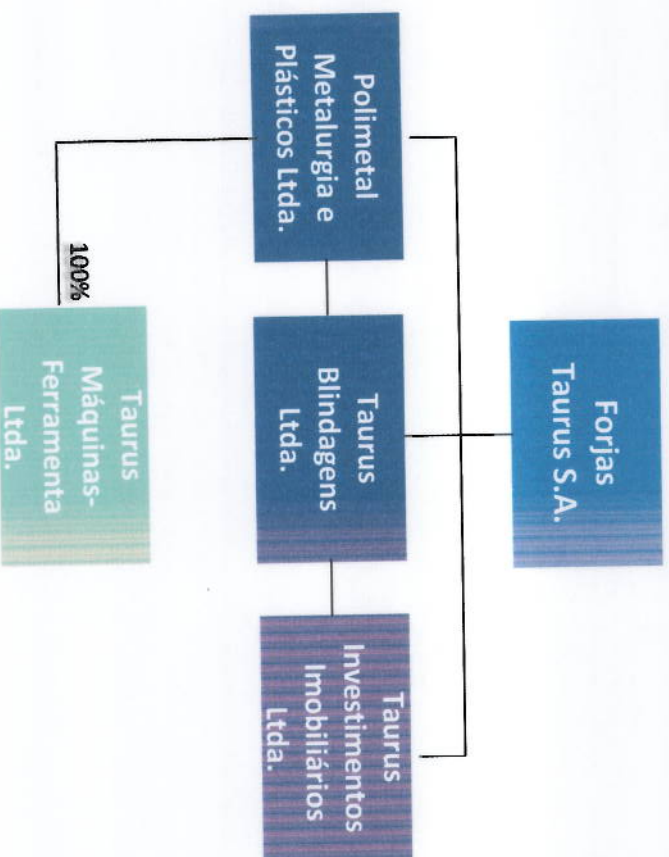 Forjas
Taurus S.A.
Polimetal
Metalurgia e
Plásticos Ltda.
Taurus
Blindagens
Ltda.
Taurus
Investimentos
Imobiliários
Ltda.
100%
Taurus
Máquinas-
Ferramenta
Ltda.